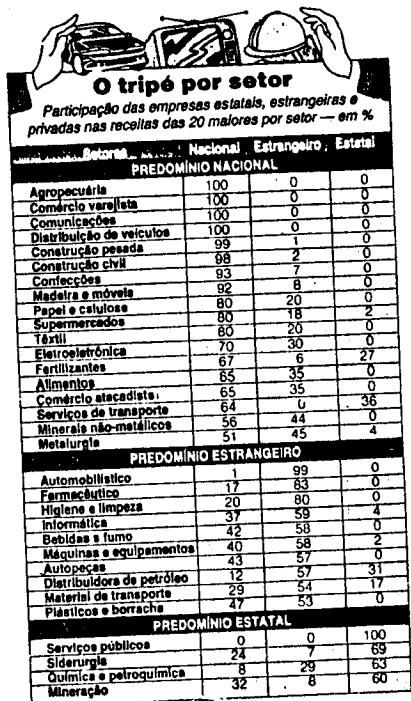 O tripé por setor
Participação das empresas estatais, estrangeiras e
privadas nas receitas das 20 maiores por setor — em %
Setores Nacional Estrangeiro Estatal
PREDOMÍNIO NACIONAL
Agropecuária 100 0 0
Comércio varejista 100 0 0
Comunicações 100 0 0
Distribuição de veículos 100 0 0
Construção pesada 99 1 0
Construção civil 98 2 0
Confecções 93 7 0
Madeira e móveis 92 8 0
Papel e celulose 80 20 0
Supermercados 80 18 2
Têxtil 80 20 0
Eletroeletrônica 70 30 0
Fertilizantes 67 6 27
Alimentos 65 35 0
Comércio atacadista 65 35 0
Serviços de transporte 64 0 36
Minerais não-metálicos 56 44 0
Metalurgia 51 45 4
PREDOMÍNIO ESTRANGEIRO
Automobilístico 1 99 0
Farmacêutico 17 83 0
Higiene e limpeza 20 80 0
Informática 37 59 4
Bebidas e fumo 42 58 0
Máquinas e equipamentos 40 58 2
Autopeças 43 57 0
Distribuidora de petróleo 12 57 31
Material de transporte 29 54 17
Plásticos e borracha 47 53 0
PREDOMÍNIO ESTATAL
Serviços públicos 0 0 100
Siderurgia 24 7 69
Química e petroquímica 8 29 63
Mineração 32 8 60